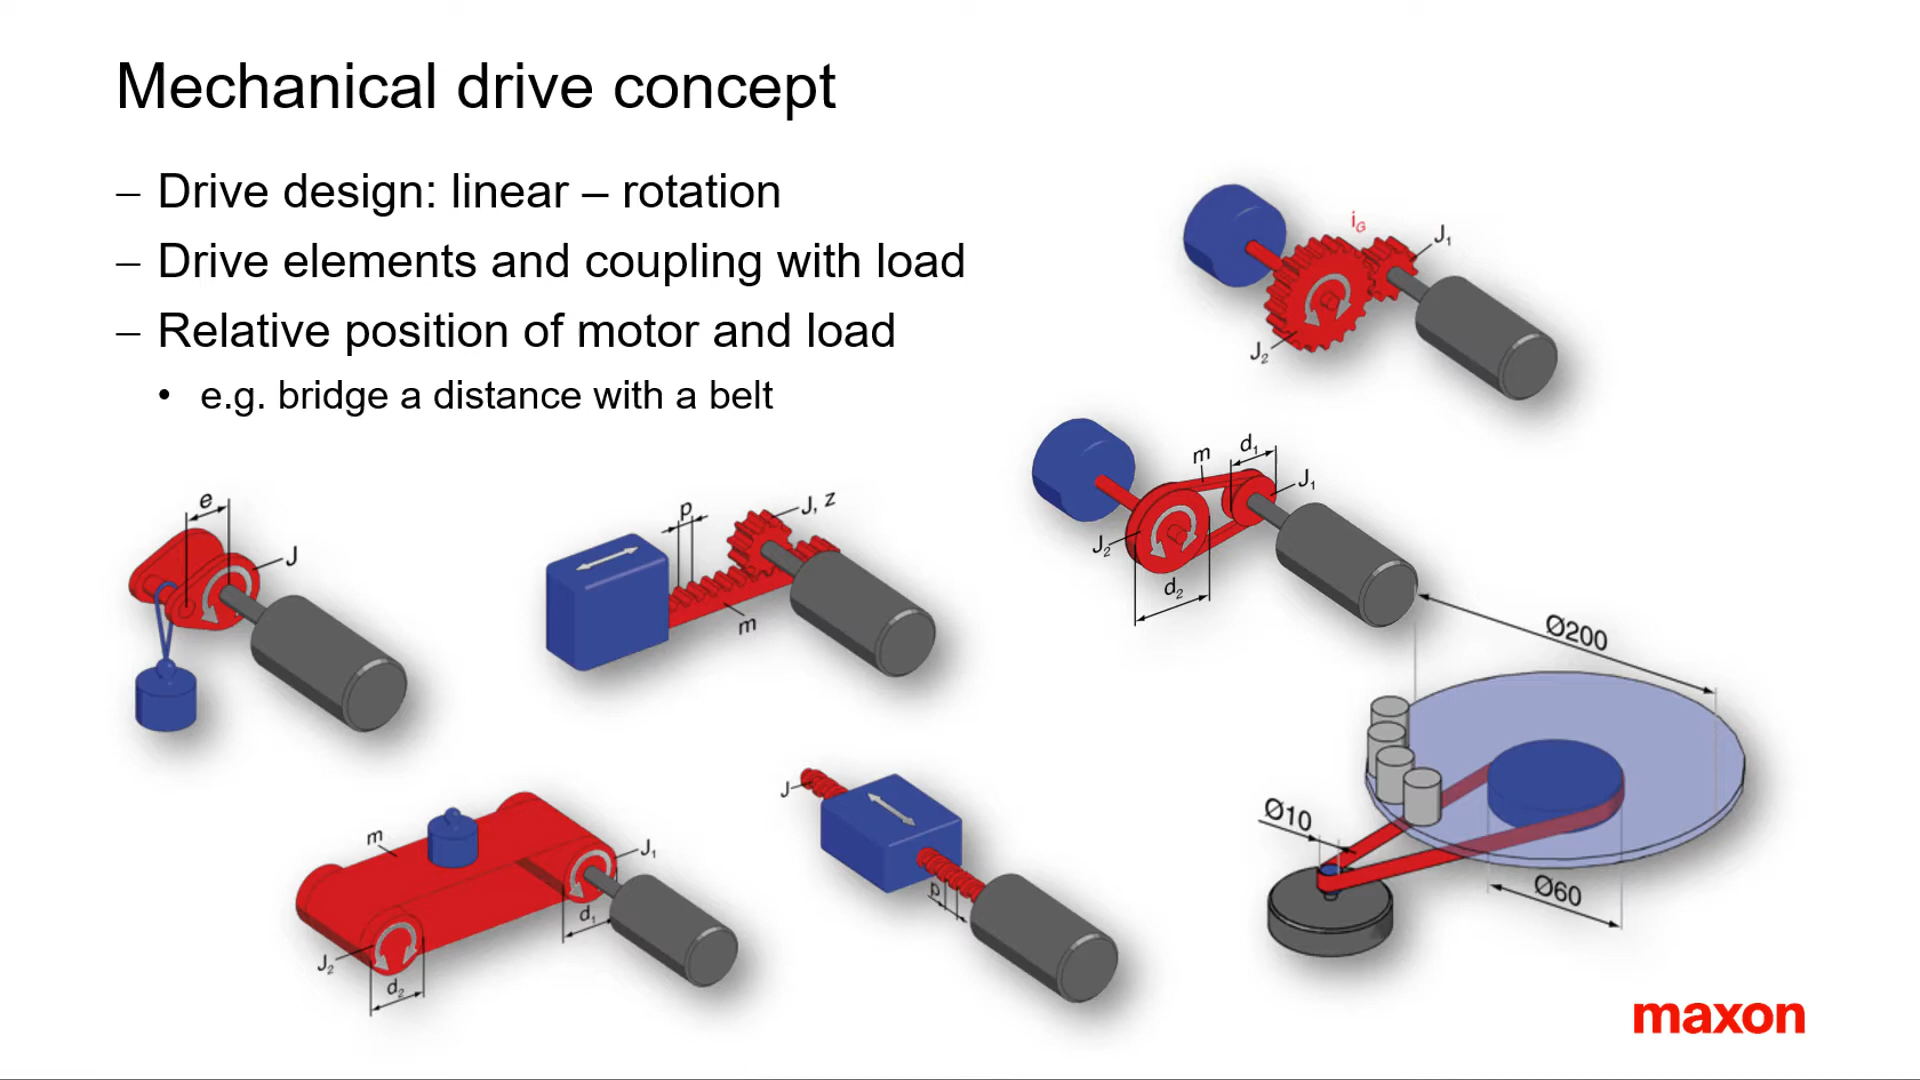 Mechanical drive concept
– Drive design: linear – rotation
– Drive elements and coupling with load
– Relative position of motor and load
• e.g. bridge a distance with a belt
iG
J1
J2
m
d1
J1
J2
d2
e
J
p
J, z
m
Ø200
Ø10
Ø60
m
J1
d1
J2
d2
J
p
maxon